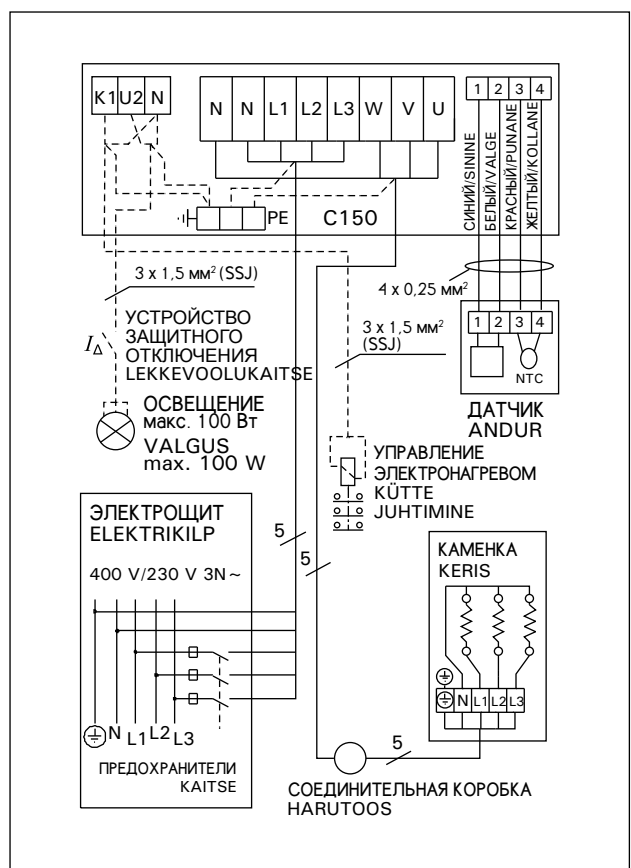 K1 U2 N
N N L1 L2 L3 W V U
1 2 3 4
СИНИЙ/SININE
БЕЛЫЙ/VALGE
КРАСНЫЙ/PUNANE
ЖЕЛТЫЙ/KOLLANE
PE
C150
3 x 1,5 мм² (SSJ)
4 x 0,25 мм²
УСТРОЙСТВО
ЗАЩИТНОГО
ОТКЛЮЧЕНИЯ
LEKKEVOOLUKAITSE
IΔ
3 x 1,5 мм²
(SSJ)
1 2 3 4
NTC
ДАТЧИК
ANDUR
ОСВЕЩЕНИЕ
макс. 100 Вт
VALGUS
max. 100 W
УПРАВЛЕНИЕ
ЭЛЕКТРОНАГРЕВОМ
KÜTTE
JUHTIMINE
ЭЛЕКТРОЩИТ
ELEKTRIKILP
400 V/230 V 3N~
5
5
КАМЕНКА
KERIS
N L1 L2 L3
N L1 L2 L3
ПРЕДОХРАНИТЕЛИ
KAITSE
5
СОЕДИНИТЕЛЬНАЯ КОРОБКА
HARUTOOS